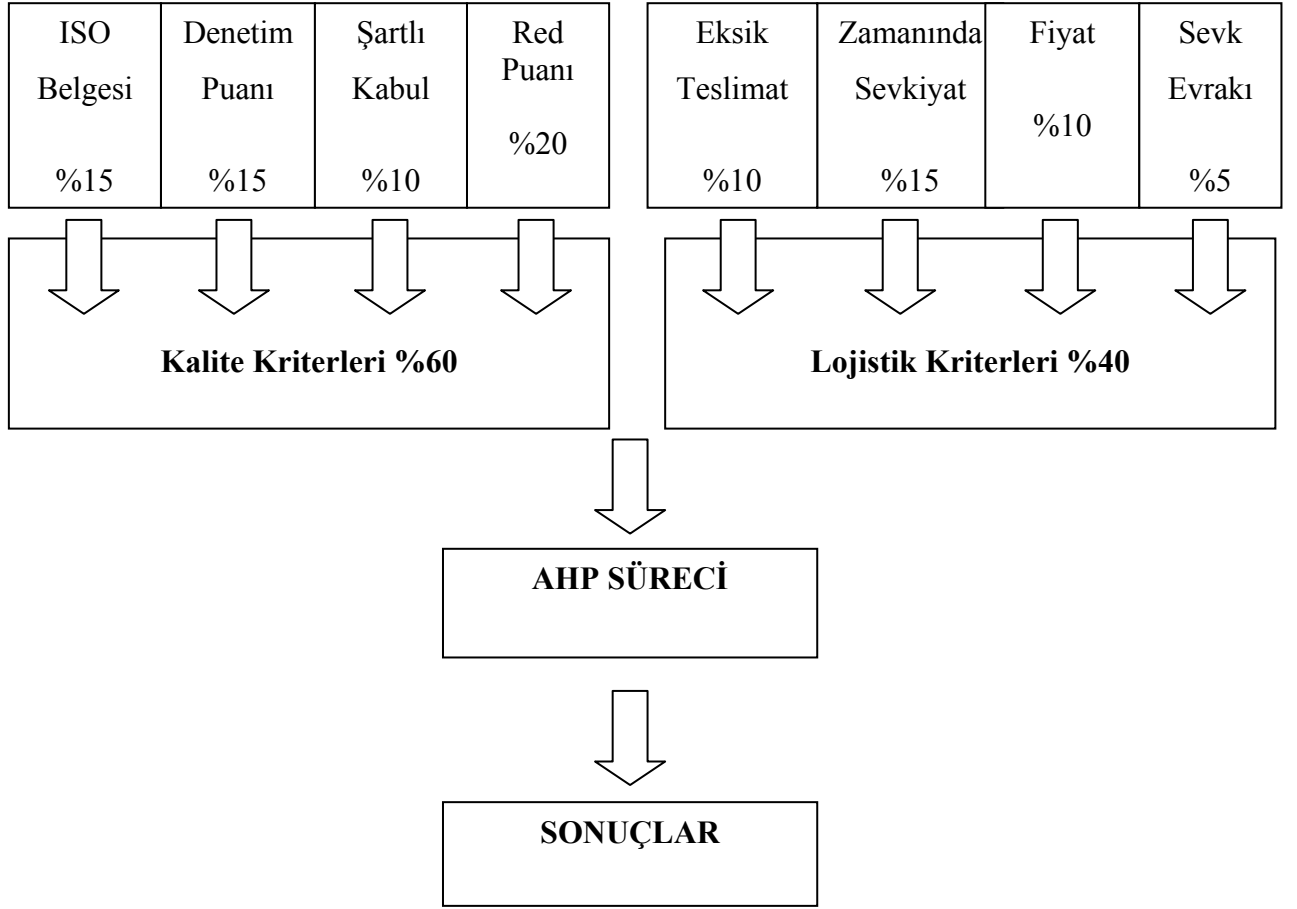 ISO
Belgesi
%15
Denetim
Puanı
%15
Şartlı
Kabul
%10
Red
Puanı
%20
Eksik
Teslimat
%10
Zamanında
Sevkiyat
%15
Fiyat
%10
Sevk
Evrakı
%5
Kalite Kriterleri %60
Lojistik Kriterleri %40
AHP SÜRECİ
SONUÇLAR